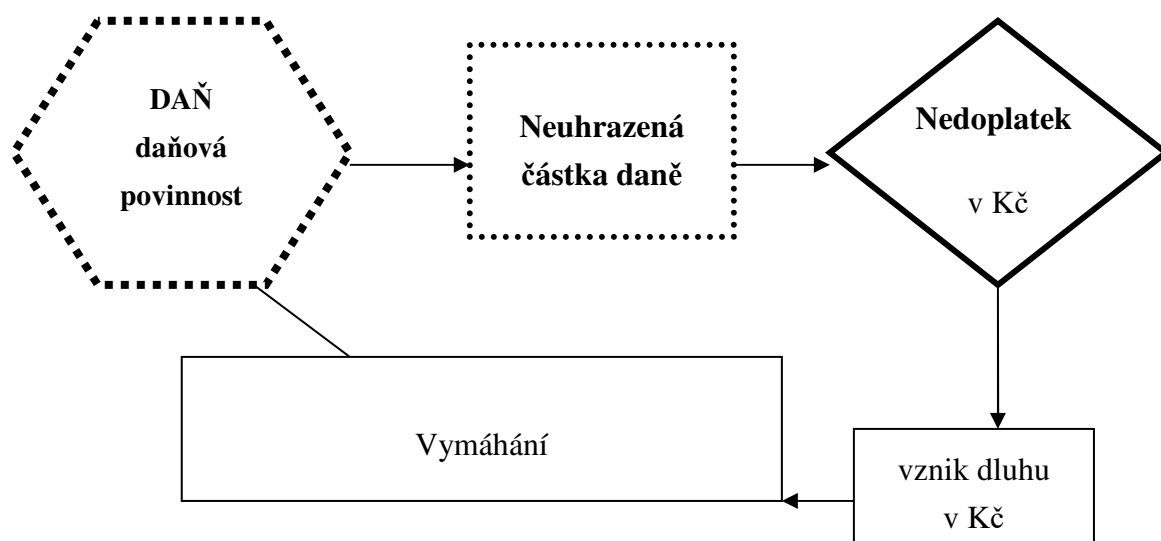 DAŇ
daňová
povinnost
Neuhrazená
částka daně
Nedoplatek
v Kč
Vymáhání
vznik dluhu
v Kč